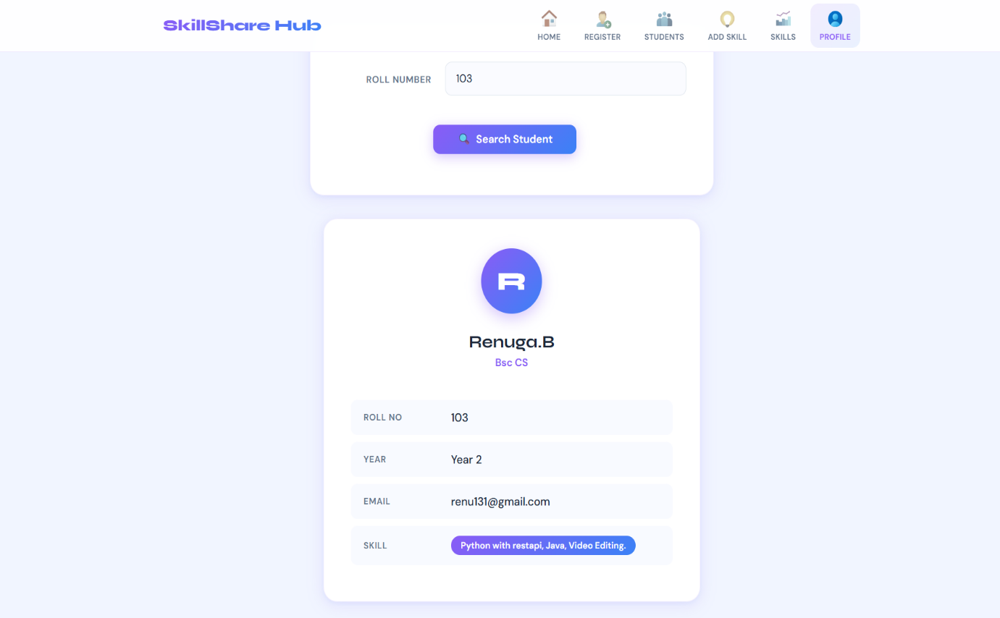 SkillShare Hub
HOME
REGISTER
STUDENTS
ADD SKILL
SKILLS
PROFILE
ROLL NUMBER 103
Search Student
R
Renuga.B
Bsc CS
ROLL NO 103
YEAR Year 2
EMAIL renu131@gmail.com
SKILL Python with restapi, Java, Video Editing.